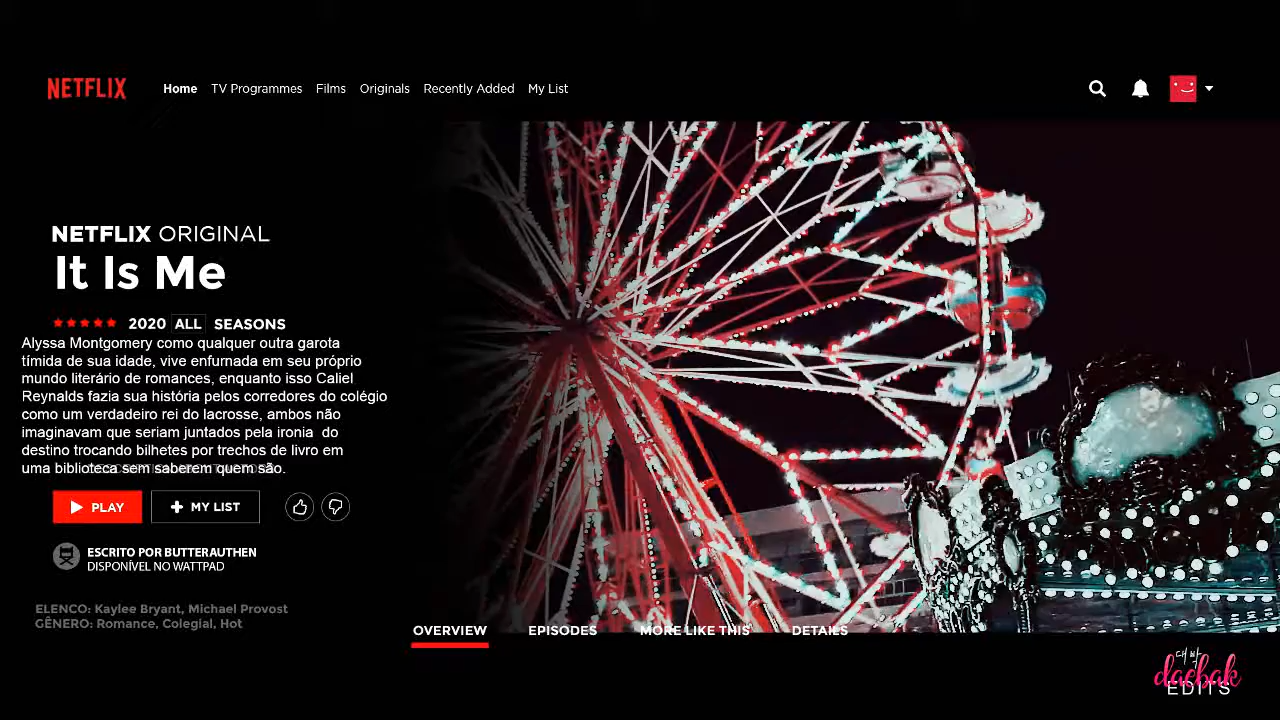 NETFLIX
Home TV Programmes Films Originals Recently Added My List
NETFLIX ORIGINAL
It Is Me
2020 ALL SEASONS
Alyssa Montgomery como qualquer outra garota
tímida de sua idade, vive enfurnada em seu próprio
mundo literário de romances, enquanto isso Caliel
Reynalds fazia sua história pelos corredores do colégio
como um verdadeiro rei do lacrosse, ambos não
imaginavam que seriam juntados pela ironia do
destino trocando bilhetes por trechos de livro em
uma biblioteca sem saberem quem são.
PLAY MY LIST
ESCRITO POR BUTTERAUTHEN
DISPONÍVEL NO WATTPAD
ELENCO: Kaylee Bryant, Michael Provost
GÊNERO: Romance, Colegial, Hot
OVERVIEW EPISODES MORE LIKE THIS DETAILS
대박
daebak
EDITS